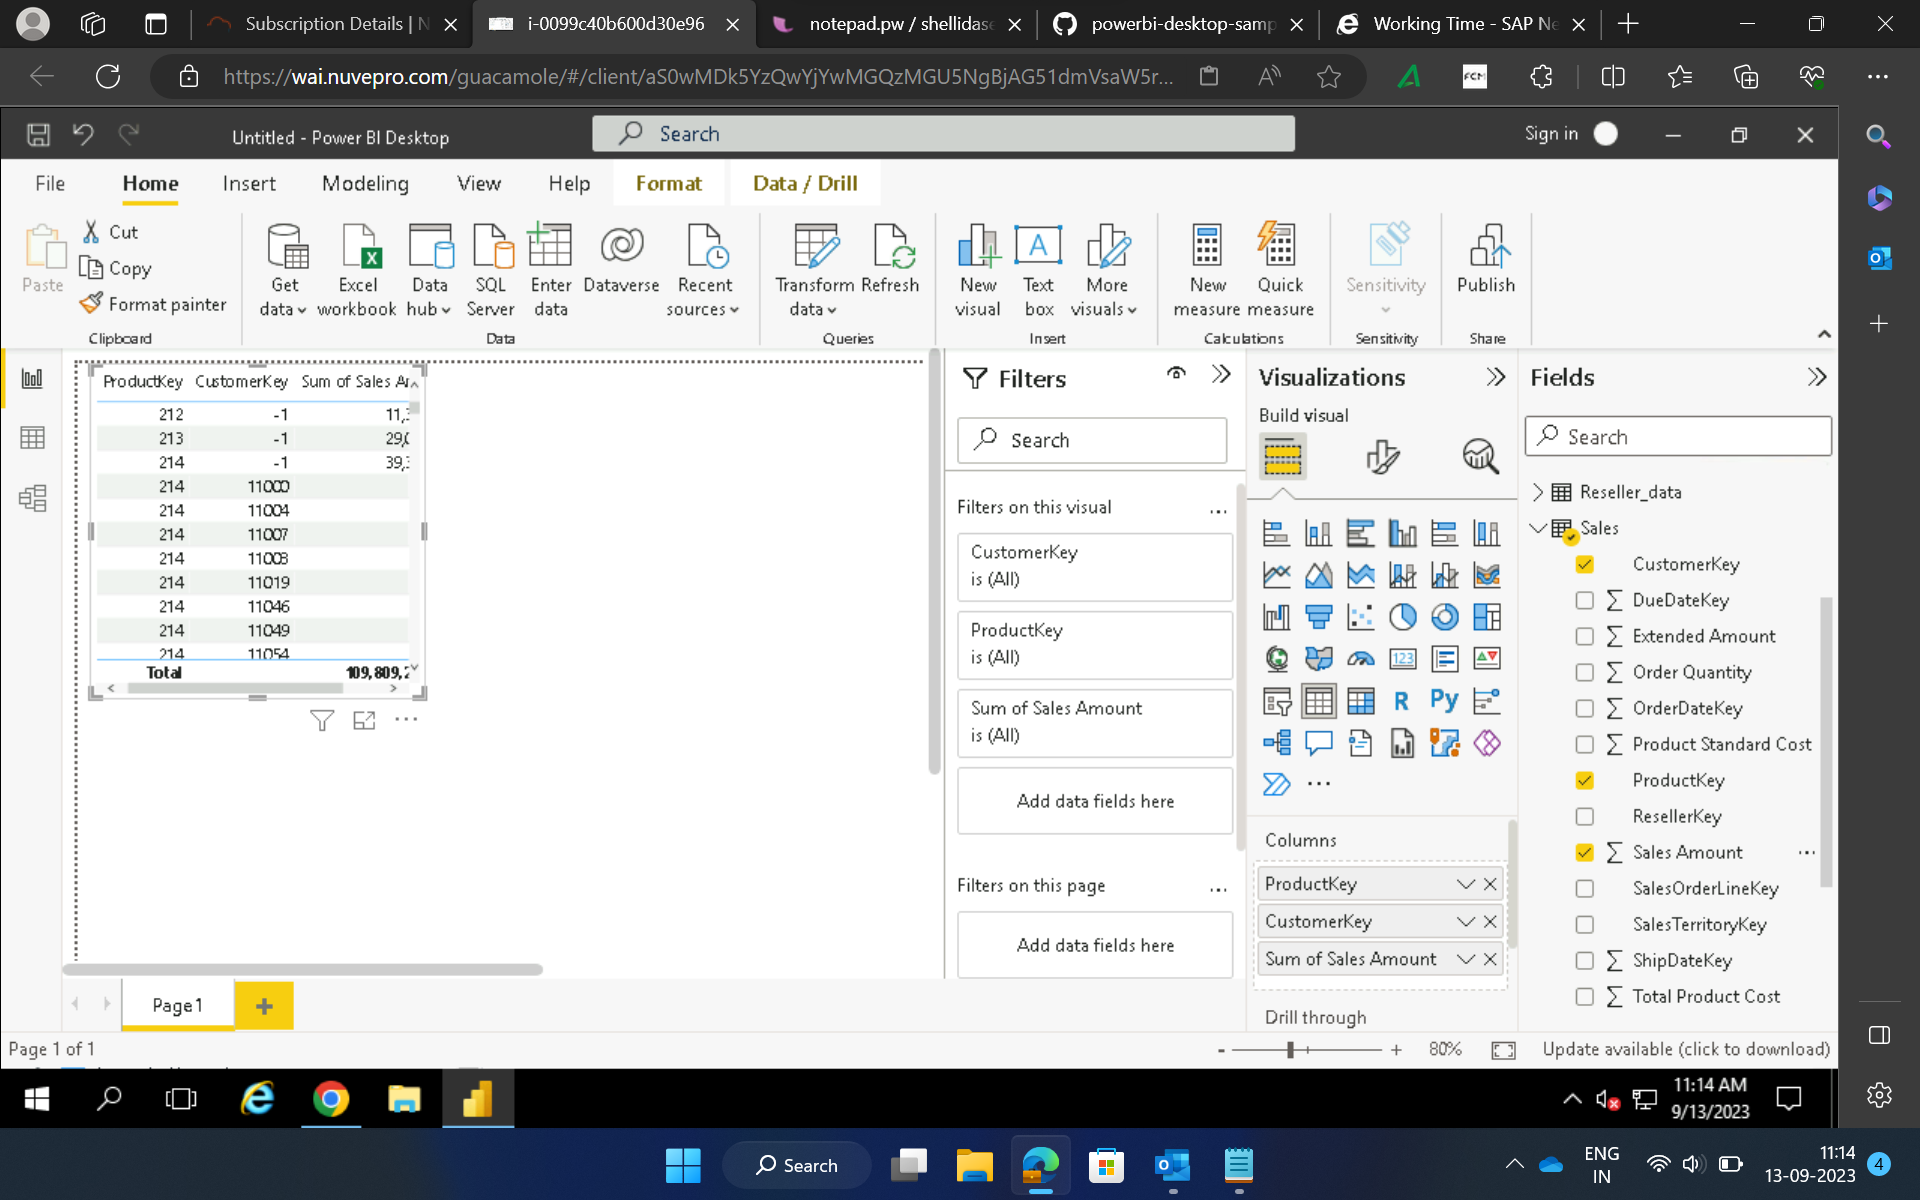 Subscription Details | N
i-0099c40b600d30e96
notepad.pw / shellidase
powerbi-desktop-samp
Working Time - SAP Ne
https://wai.nuvepro.com/guacamole/#/client/aS0wMDk5YzQwYjYwMGQzMGU5NgBjAG51dmVsaW5r...
FCM
Untitled - Power BI Desktop
Search
Sign in
File
Home
Insert
Modeling
View
Help
Format
Data / Drill
Paste
Cut
Copy
Format painter
Clipboard
Get data
Excel workbook
Data hub
SQL Server
Enter data
Dataverse
Recent sources
Data
Transform data
Refresh
Queries
New visual
Text box
More visuals
Insert
New measure
Quick measure
Calculations
Sensitivity
Sensitivity
Publish
Share
ProductKey CustomerKey Sum of Sales A
212 -1 11,
213 -1 29,
214 -1 39,
214 11000
214 11004
214 11007
214 11008
214 11019
214 11046
214 11049
214 11054
Total 109,809,2
Filters
Search
Filters on this visual
CustomerKey
is (All)
ProductKey
is (All)
Sum of Sales Amount
is (All)
Add data fields here
Filters on this page
Add data fields here
Visualizations
Build visual
123
R
Py
Columns
ProductKey
CustomerKey
Sum of Sales Amount
Drill through
Fields
Search
Reseller_data
Sales
CustomerKey
DueDateKey
Extended Amount
Order Quantity
OrderDateKey
Product Standard Cost
ProductKey
ResellerKey
Sales Amount
SalesOrderLineKey
SalesTerritoryKey
ShipDateKey
Total Product Cost
Page 1
Page 1 of 1
80%
Update available (click to download)
11:14 AM
9/13/2023
Search
ENG
IN
11:14
13-09-2023
4